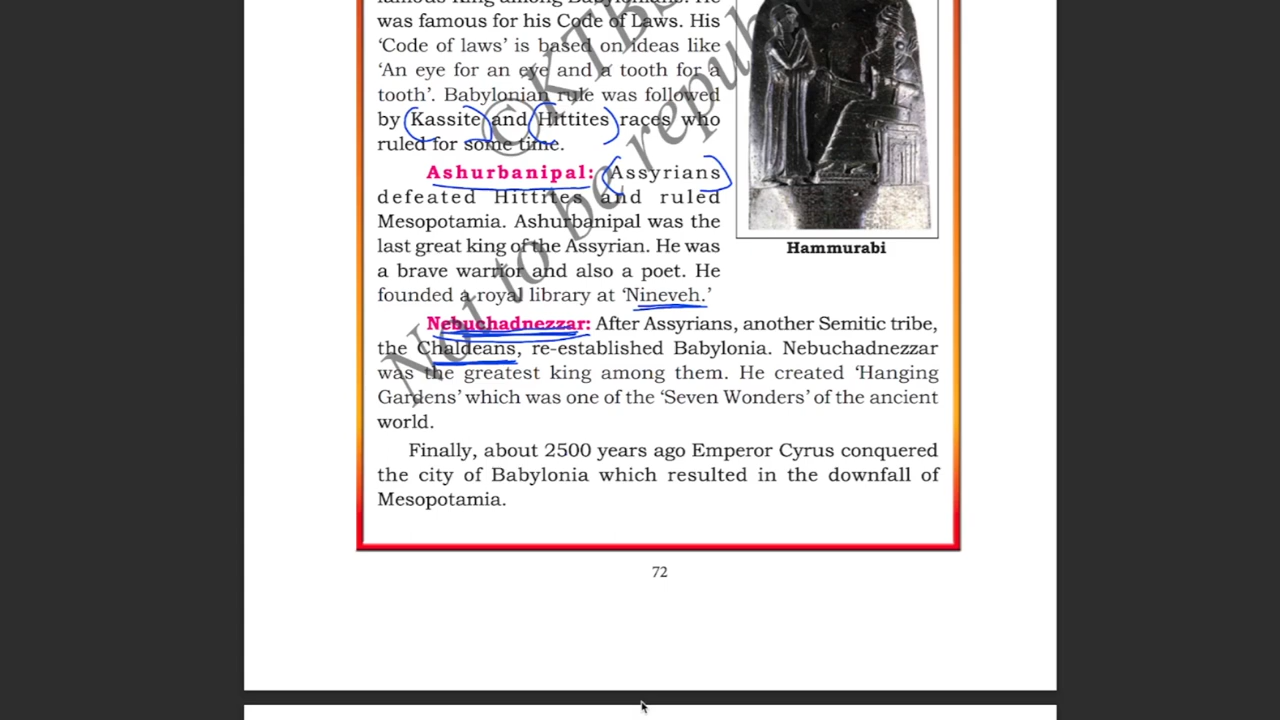 famous King among Babylonians. He
was famous for his Code of Laws. His
‘Code of laws’ is based on ideas like
‘An eye for an eye and a tooth for a
tooth’. Babylonian rule was followed
by Kassite and Hittites races who
ruled for some time.
Ashurbanipal: Assyrians
defeated Hittites and ruled
Mesopotamia. Ashurbanipal was the
last great king of the Assyrian. He was
a brave warrior and also a poet. He
founded a royal library at ‘Nineveh.’
Hammurabi
Nebuchadnezzar: After Assyrians, another Semitic tribe,
the Chaldeans, re-established Babylonia. Nebuchadnezzar
was the greatest king among them. He created ‘Hanging
Gardens’ which was one of the ‘Seven Wonders’ of the ancient
world.
Finally, about 2500 years ago Emperor Cyrus conquered
the city of Babylonia which resulted in the downfall of
Mesopotamia.
72
©KTB
Not to be republ